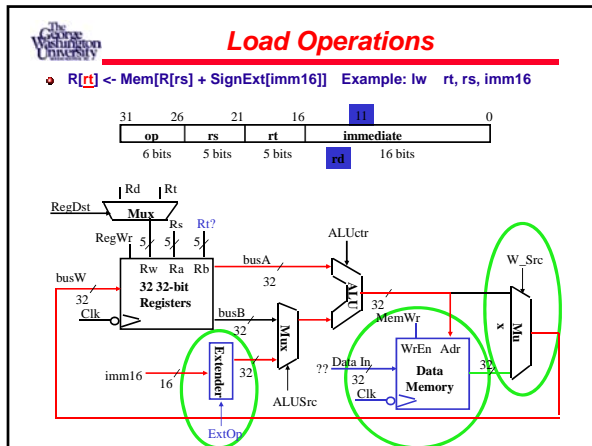 The
George
Washington
University
Load Operations
R[rt] <- Mem[R[rs] + SignExt[imm16]] Example: lw rt, rs, imm16
31 26 21 16 11 0
op rs rt immediate
6 bits 5 bits 5 bits rd 16 bits
Rd Rt
RegDst
Mux
Rs Rt?
RegWr 5 5 5
busW
32
Rw Ra Rb
32 32-bit
Registers
Clk
busA
32
busB
32
Mux
ALUctr
ALU
32
W_Src
Mu
x
MemWr
WrEn Adr
?? Data In
32
Data
Memory
Clk
32
imm16
16
Extender
32
ExtOp
ALUSrc